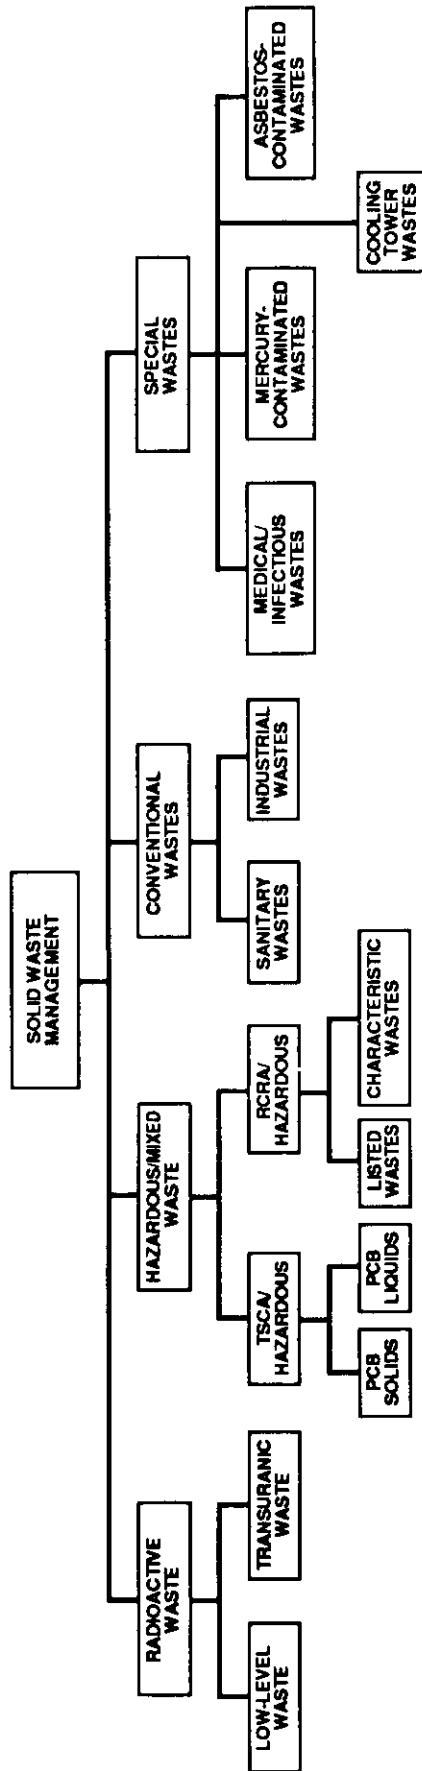 SOLID WASTE
MANAGEMENT
RADIOACTIVE
WASTE
HAZARDOUS/MIXED
WASTE
CONVENTIONAL
WASTES
SPECIAL
WASTES
LOW-LEVEL
WASTE
TRANSURANIC
WASTE
TSCA/
HAZARDOUS
RCRA/
HAZARDOUS
SANITARY
WASTES
INDUSTRIAL
WASTES
MEDICAL/
INFECTIOUS
WASTES
MERCURY-
CONTAMINATED
WASTES
ASBESTOS-
CONTAMINATED
WASTES
PCB
SOLIDS
PCB
LIQUIDS
LISTED
WASTES
CHARACTERISTIC
WASTES
COOLING
TOWER
WASTES